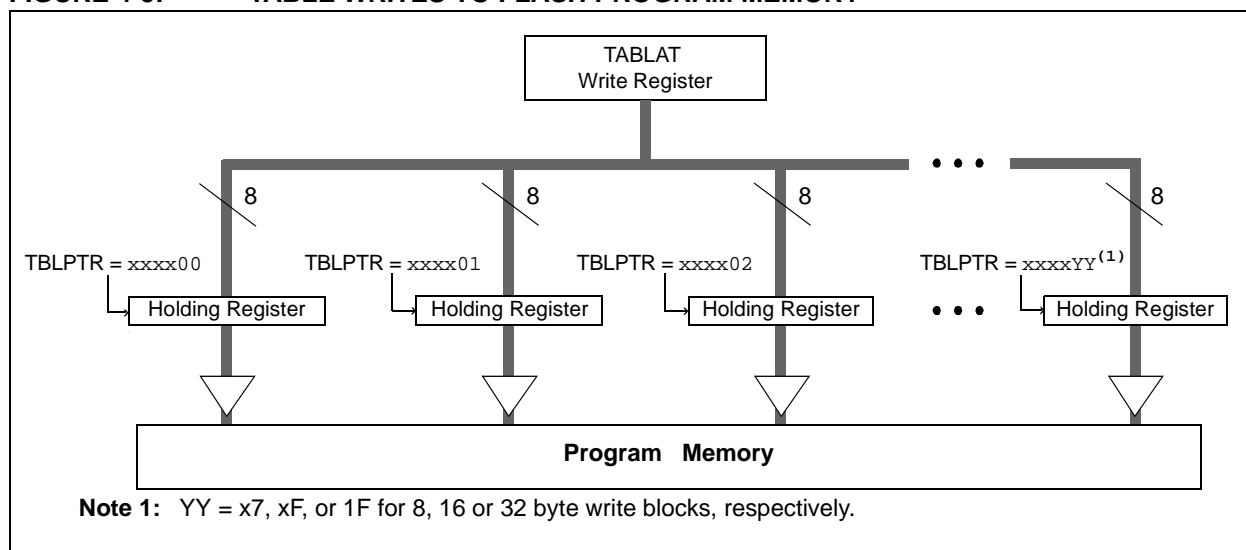 TABLAT
Write Register
8 8 8 8
TBLPTR = xxxx00 TBLPTR = xxxx01 TBLPTR = xxxx02 TBLPTR = xxxxYY(1)
Holding Register Holding Register Holding Register Holding Register
Program Memory
Note 1: YY = x7, xF, or 1F for 8, 16 or 32 byte write blocks, respectively.